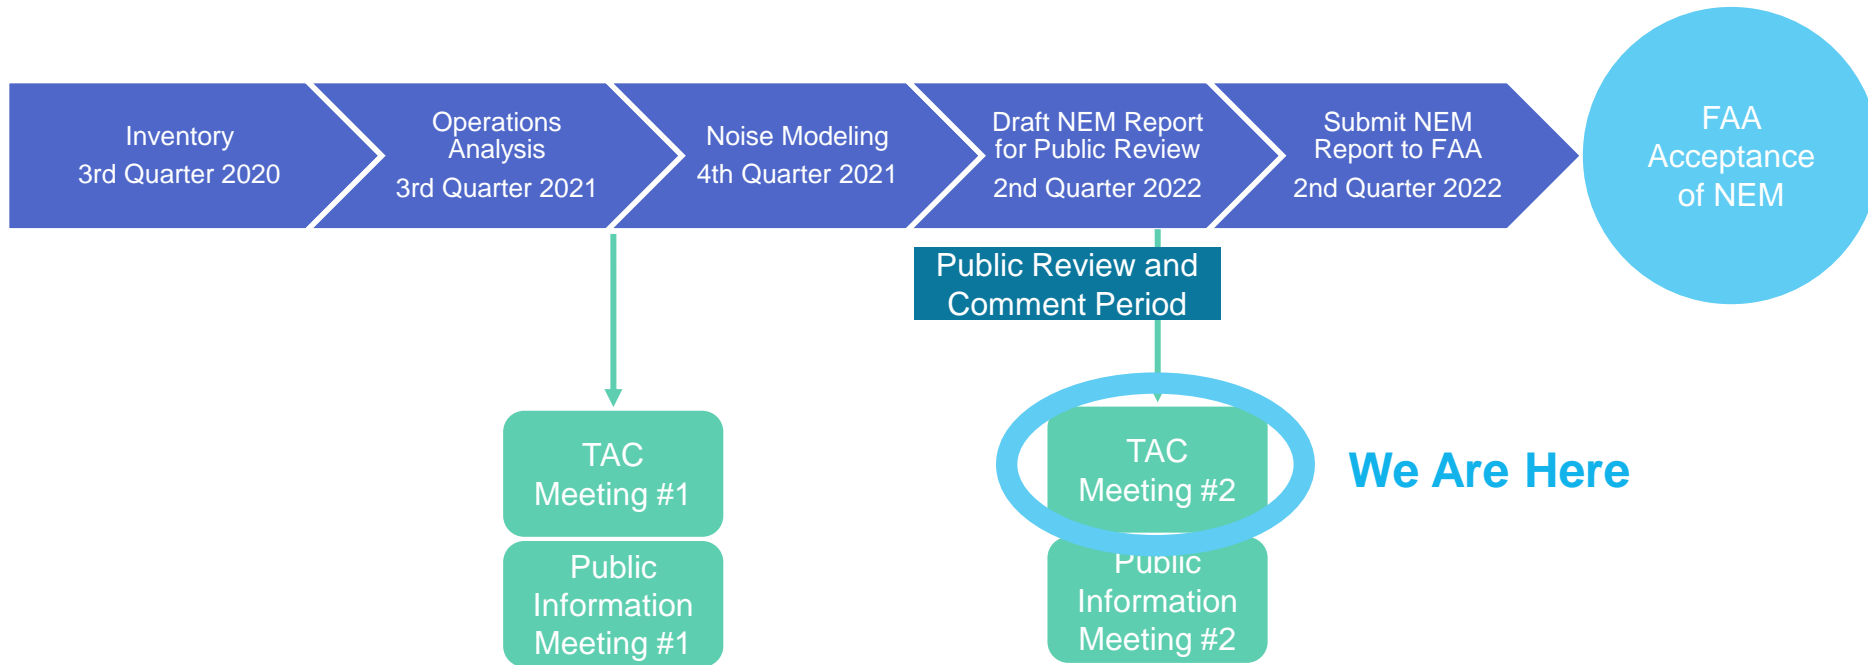 Inventory
3rd Quarter 2020
Operations
Analysis
3rd Quarter 2021
Noise Modeling
4th Quarter 2021
Draft NEM Report
for Public Review
2nd Quarter 2022
Submit NEM
Report to FAA
2nd Quarter 2022
FAA
Acceptance
of NEM
Public Review and
Comment Period
TAC
Meeting #1
Public
Information
Meeting #1
TAC
Meeting #2
We Are Here
Public
Information
Meeting #2